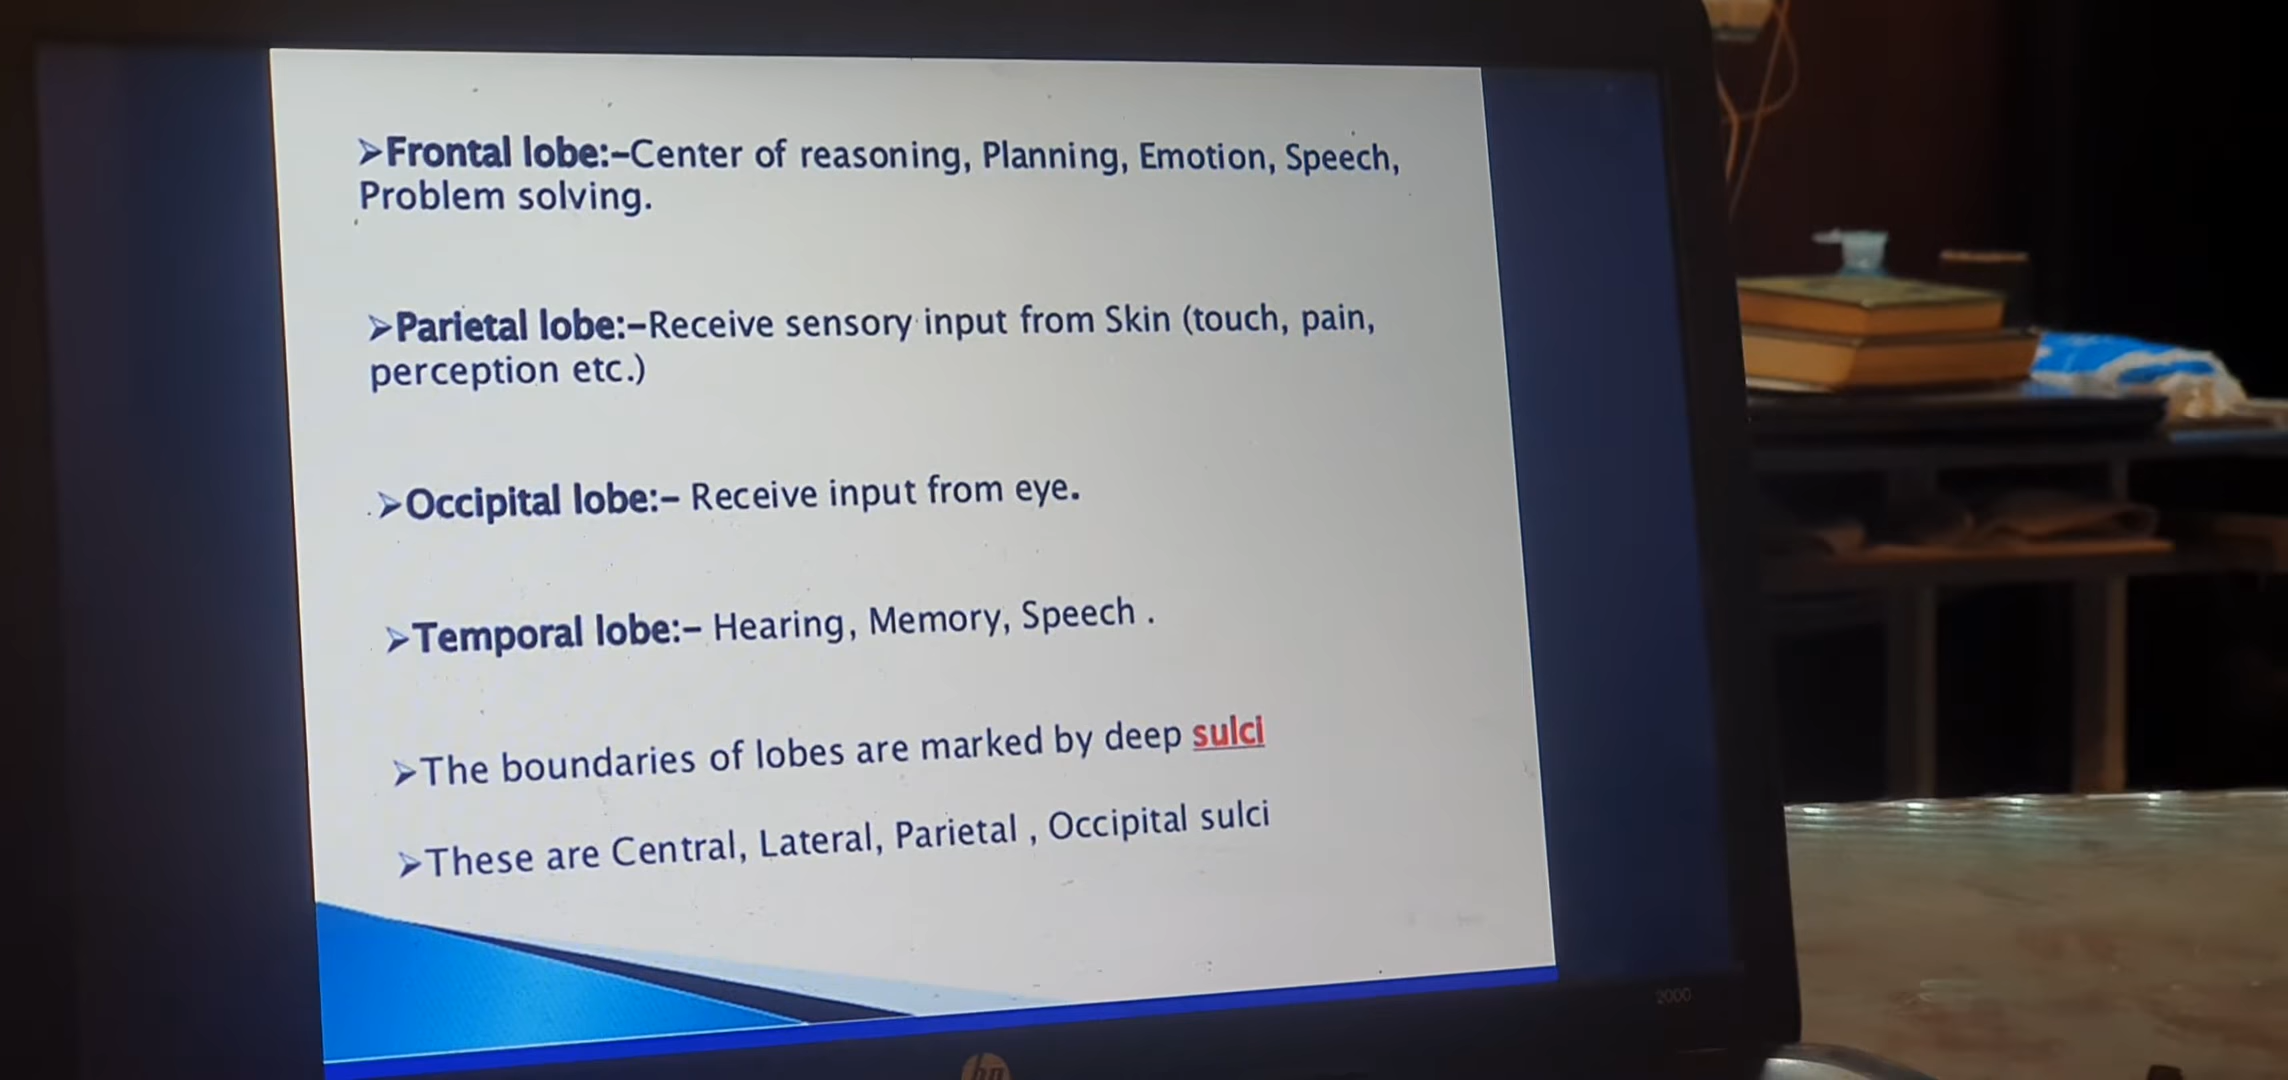 ➢Frontal lobe:–Center of reasoning, Planning, Emotion, Speech,
Problem solving.
➢Parietal lobe:–Receive sensory input from Skin (touch, pain,
perception etc.)
➢Occipital lobe:– Receive input from eye.
➢Temporal lobe:– Hearing, Memory, Speech .
➢The boundaries of lobes are marked by deep sulci
➢These are Central, Lateral, Parietal , Occipital sulci
2000
hp